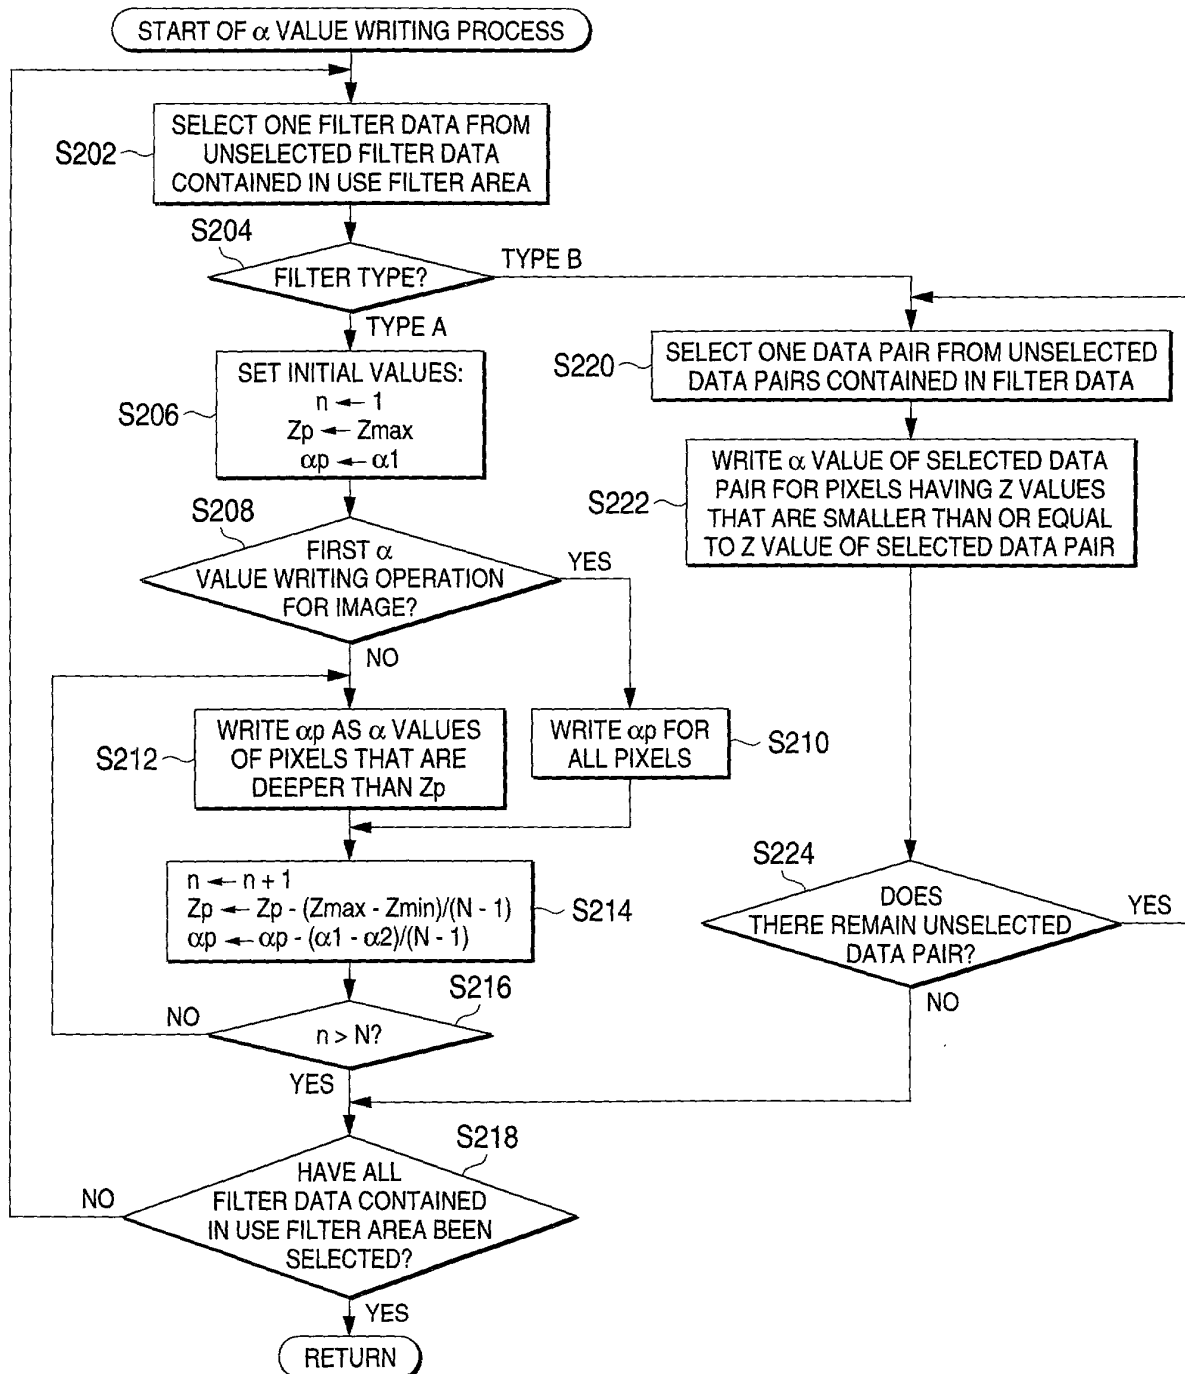 START OF α VALUE WRITING PROCESS
S202
SELECT ONE FILTER DATA FROM
UNSELECTED FILTER DATA
CONTAINED IN USE FILTER AREA
S204
FILTER TYPE?
TYPE B
TYPE A
S206
SET INITIAL VALUES:
n ← 1
Zp ← Zmax
αp ← α1
S220
SELECT ONE DATA PAIR FROM UNSELECTED
DATA PAIRS CONTAINED IN FILTER DATA
S222
WRITE α VALUE OF SELECTED DATA
PAIR FOR PIXELS HAVING Z VALUES
THAT ARE SMALLER THAN OR EQUAL
TO Z VALUE OF SELECTED DATA PAIR
S208
FIRST α
VALUE WRITING OPERATION
FOR IMAGE?
YES
NO
S212
WRITE αp AS α VALUES
OF PIXELS THAT ARE
DEEPER THAN Zp
WRITE αp FOR
ALL PIXELS
S210
n ← n + 1
Zp ← Zp - (Zmax - Zmin)/(N - 1)
αp ← αp - (α1 - α2)/(N - 1)
S214
S224
DOES
THERE REMAIN UNSELECTED
DATA PAIR?
YES
NO
S216
n > N?
NO
YES
S218
HAVE ALL
FILTER DATA CONTAINED
IN USE FILTER AREA BEEN
SELECTED?
NO
YES
RETURN